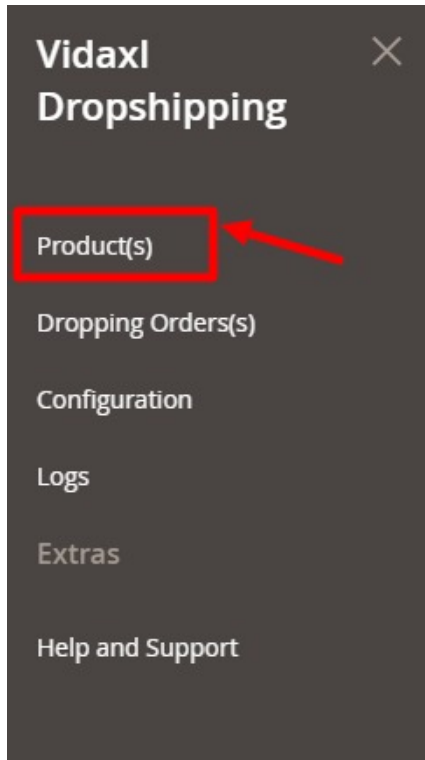 Vidaxl
Dropshipping
Product(s)
Dropping Orders(s)
Configuration
Logs
Extras
Help and Support